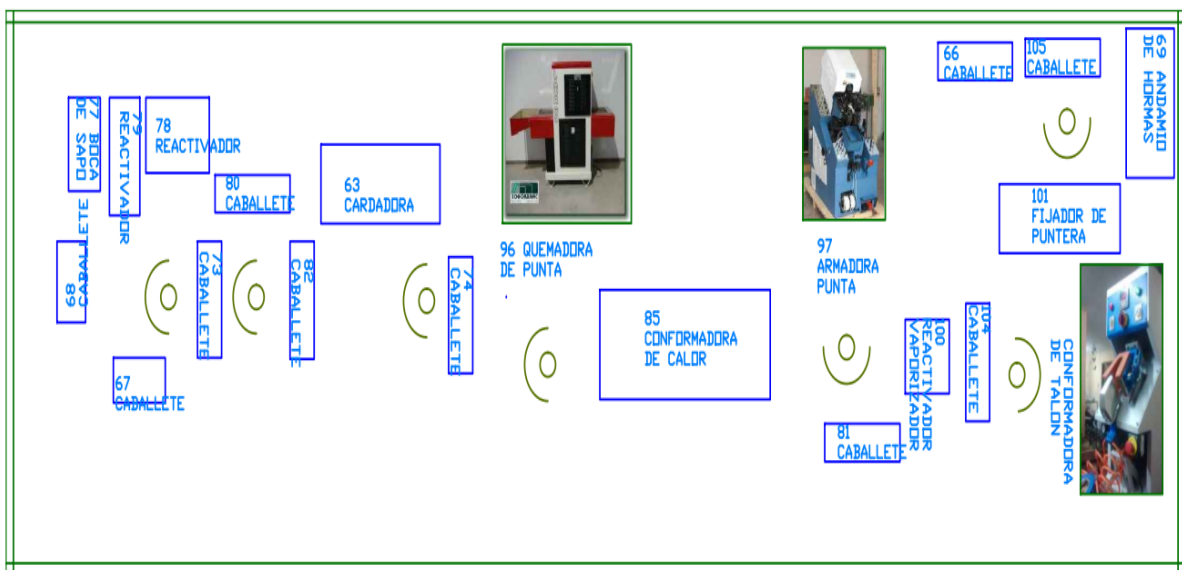 77 BOCA
DE SAPO
79
REACTIVADOR
78
REACTIVADOR
80
CABALLETE
63
CARDADORA
96 QUEMADORA
DE PUNTA
97
ARMADORA
PUNTA
66
CABALLETE
105
CABALLETE
69 ANDAMIO
DE HORMAS
101
FIJADOR DE
PUNTERA
CABALLETE
89
73
CABALLETE
82
CABALLETE
74
CABALLETE
85
CONFORMADORA
DE CALOR
100
REACTIVADOR
VAPORIZADOR
104
CABALLETE
CONFORMADORA
DE TALON
67
CABALLETE
81
CABALLETE